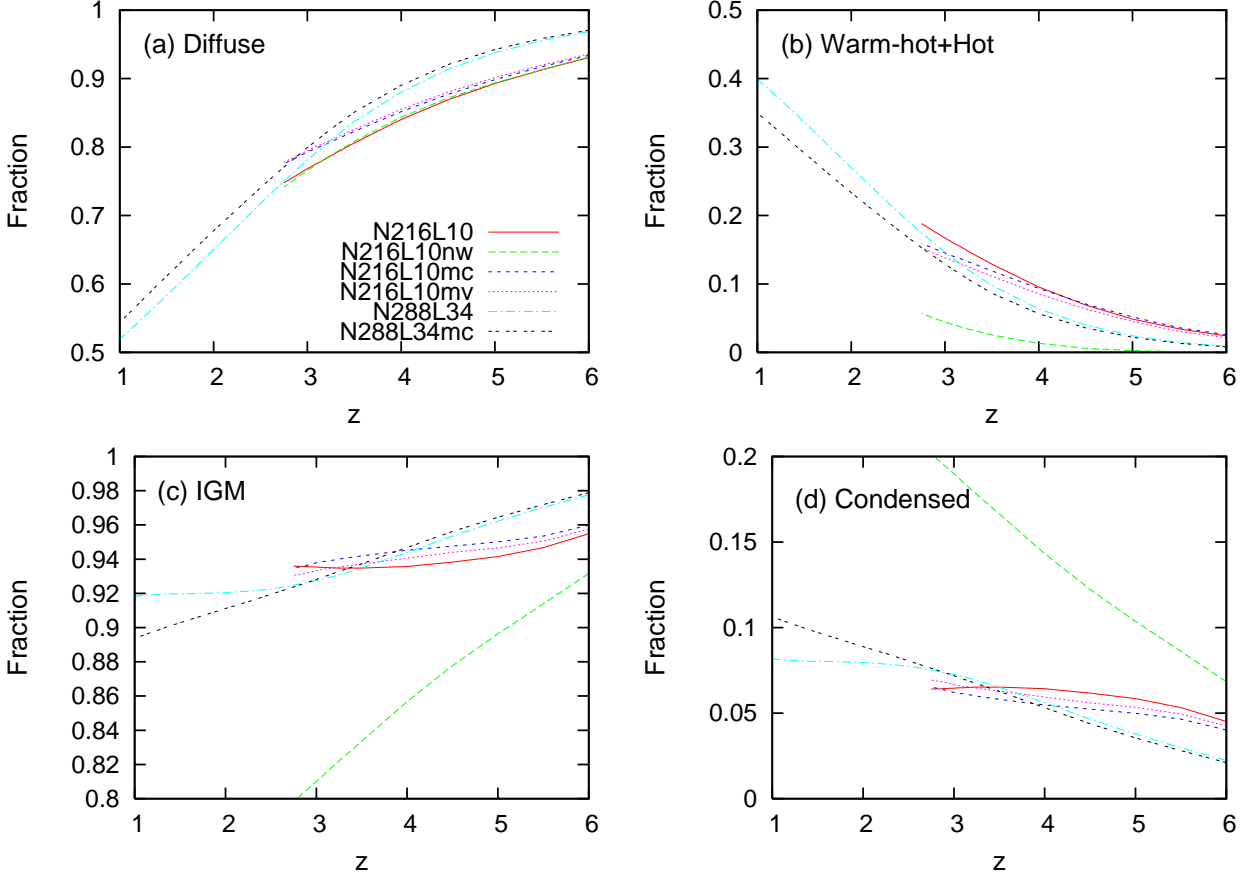 (a) Diffuse
Fraction
1
0.9
0.8
0.7
0.6
0.5
N216L10
N216L10nw
N216L10mc
N216L10mv
N288L34
N288L34mc
1 2 3 4 5 6
z
(b) Warm-hot+Hot
Fraction
0.5
0.4
0.3
0.2
0.1
0
1 2 3 4 5 6
z
(c) IGM
Fraction
1
0.98
0.96
0.94
0.92
0.9
0.88
0.86
0.84
0.82
0.8
1 2 3 4 5 6
z
(d) Condensed
Fraction
0.2
0.15
0.1
0.05
0
1 2 3 4 5 6
z